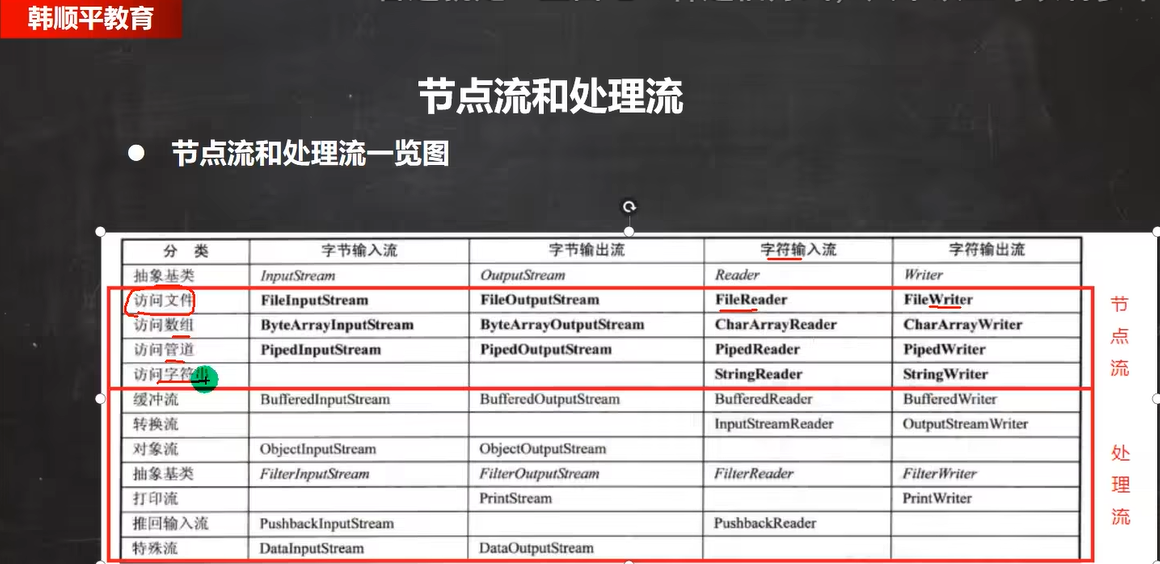 韩顺平教育
节点流和处理流
节点流和处理流一览图
分 类 字节输入流 字节输出流 字符输入流 字符输出流
抽象基类 InputStream OutputStream Reader Writer
访问文件 FileInputStream FileOutputStream FileReader FileWriter
访问数组 ByteArrayInputStream ByteArrayOutputStream CharArrayReader CharArrayWriter
访问管道 PipedInputStream PipedOutputStream PipedReader PipedWriter
访问字符 StringReader StringWriter
缓冲流 BufferedInputStream BufferedOutputStream BufferedReader BufferedWriter
转换流 InputStreamReader OutputStreamWriter
对象流 ObjectInputStream ObjectOutputStream
抽象基类 FilterInputStream FilterOutputStream FilterReader FilterWriter
打印流 PrintStream PrintWriter
推回输入流 PushbackInputStream PushbackReader
特殊流 DataInputStream DataOutputStream
节点流
处理流